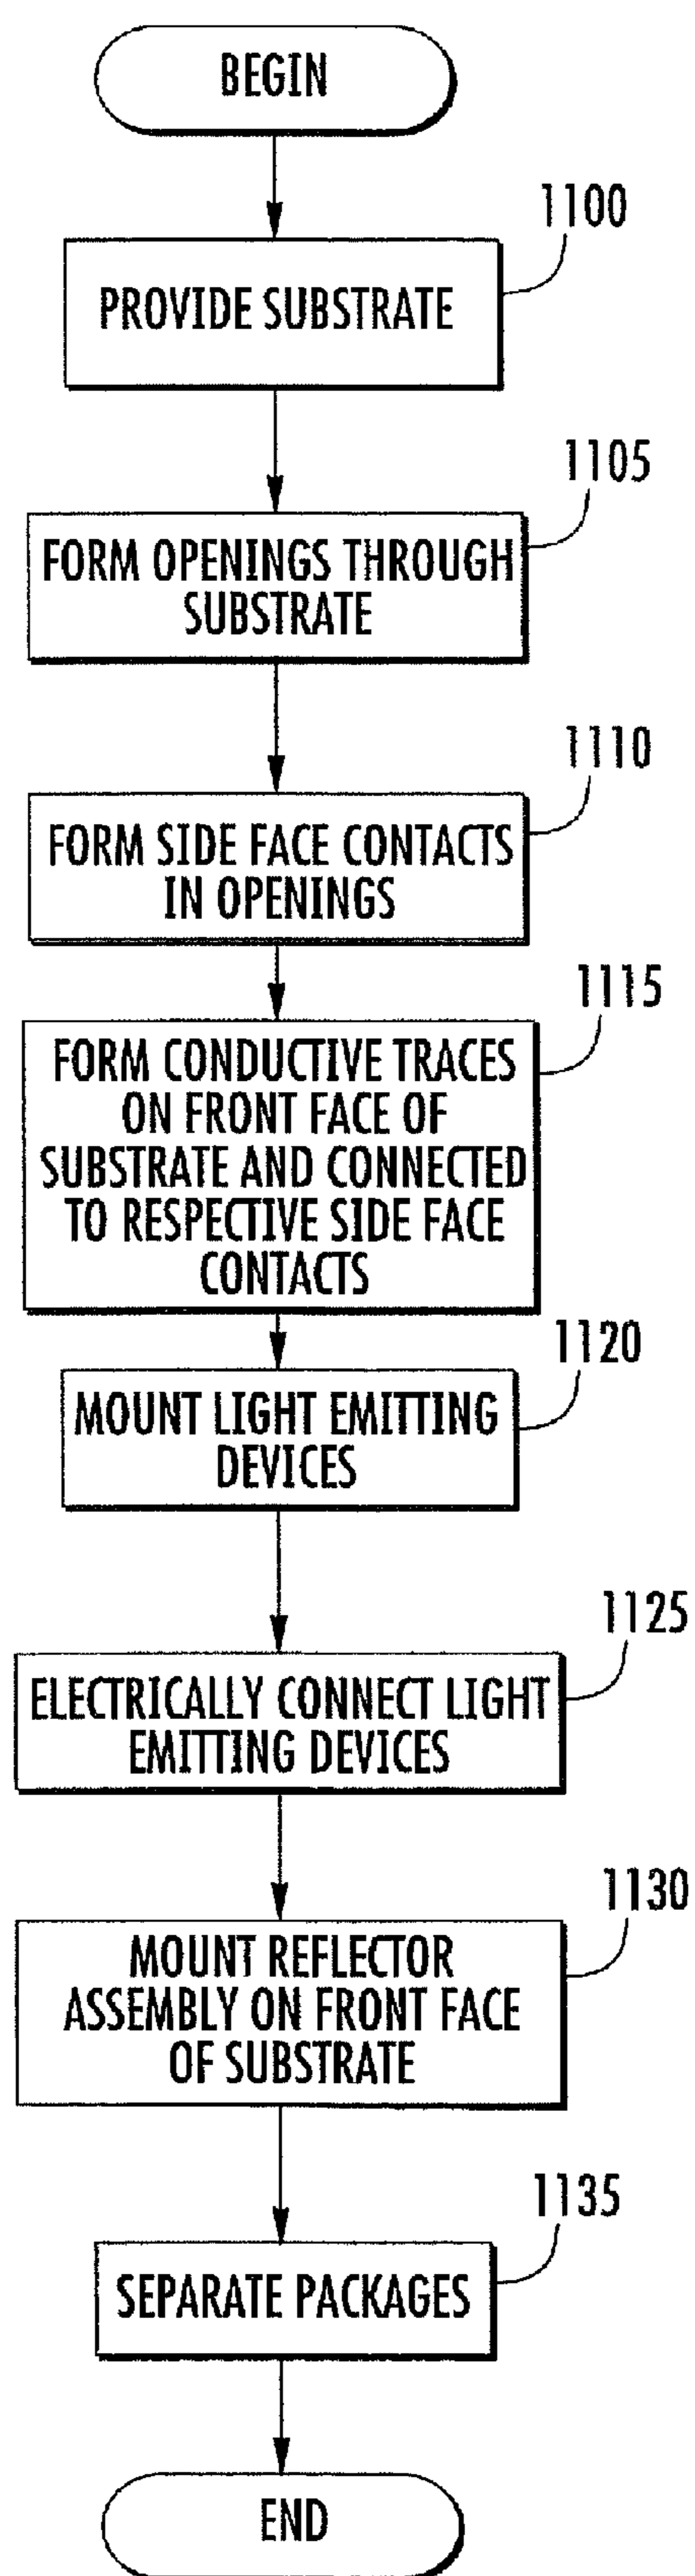 BEGIN
1100
PROVIDE SUBSTRATE
1105
FORM OPENINGS THROUGH
SUBSTRATE
1110
FORM SIDE FACE CONTACTS
IN OPENINGS
1115
FORM CONDUCTIVE TRACES
ON FRONT FACE OF
SUBSTRATE AND CONNECTED
TO RESPECTIVE SIDE FACE
CONTACTS
1120
MOUNT LIGHT EMITTING
DEVICES
1125
ELECTRICALLY CONNECT LIGHT
EMITTING DEVICES
1130
MOUNT REFLECTOR
ASSEMBLY ON FRONT FACE
OF SUBSTRATE
1135
SEPARATE PACKAGES
END